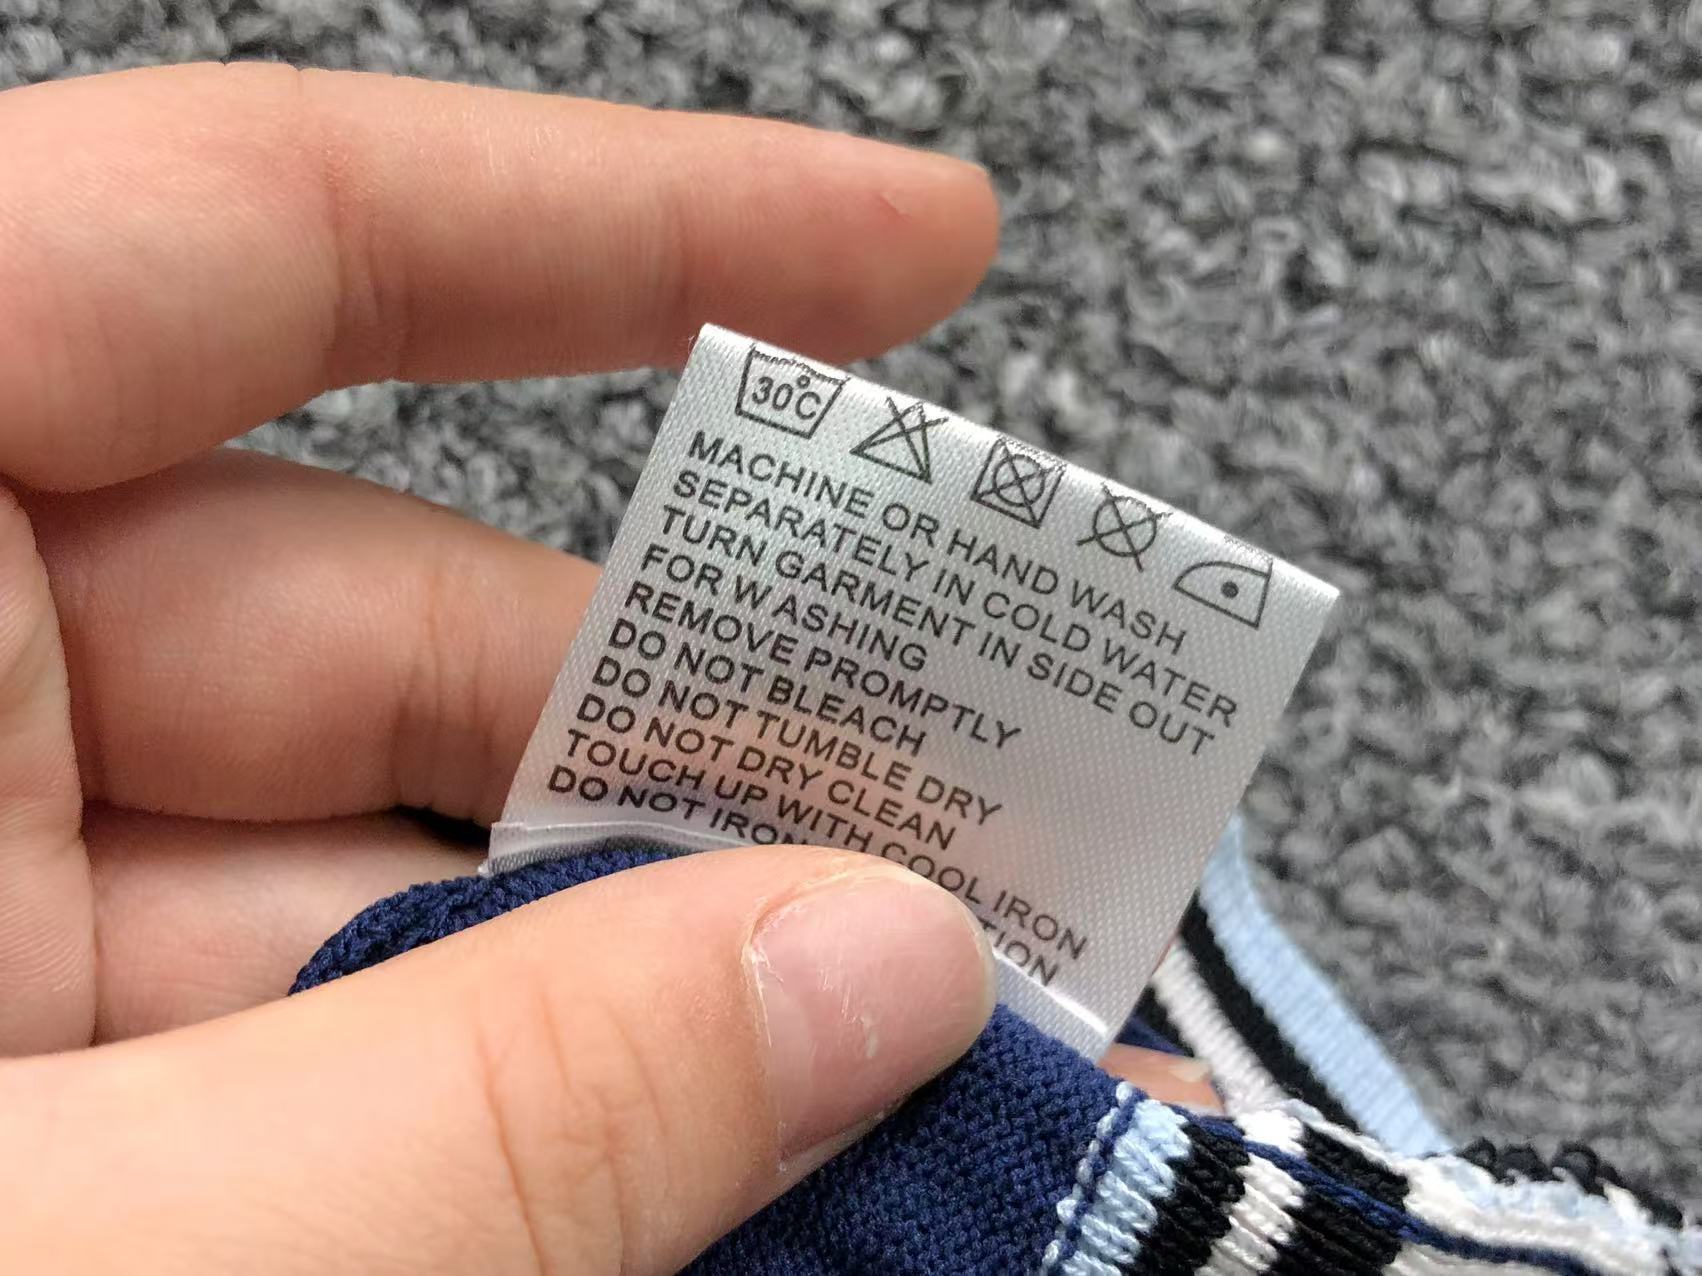 30°C
MACHINE OR HAND WASH
SEPARATELY IN COLD WATER
TURN GARMENT IN SIDE OUT
FOR W ASHING
REMOVE PROMPTLY
DO NOT BLEACH
DO NOT TUMBLE DRY
DO NOT DRY CLEAN
TOUCH UP WITH COOL IRON
DO NOT IRON